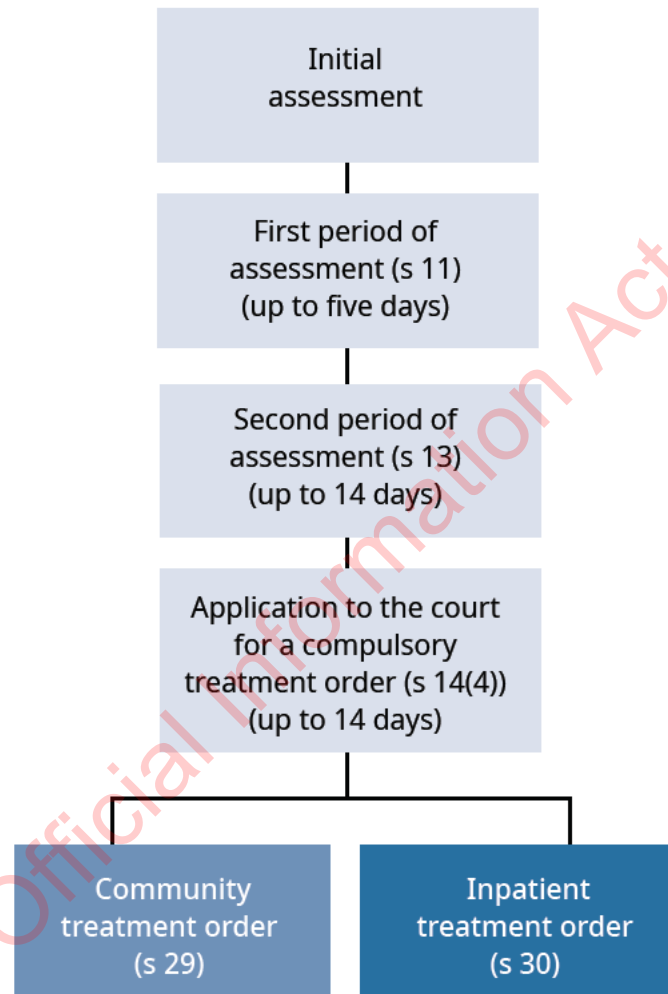 Initial
assessment
First period of
assessment (s 11)
(up to five days)
Second period of
assessment (s 13)
(up to 14 days)
Application to the court
for a compulsory
treatment order (s 14(4))
(up to 14 days)
Community
treatment order
(s 29)
Inpatient
treatment order
(s 30)
Official Information Act